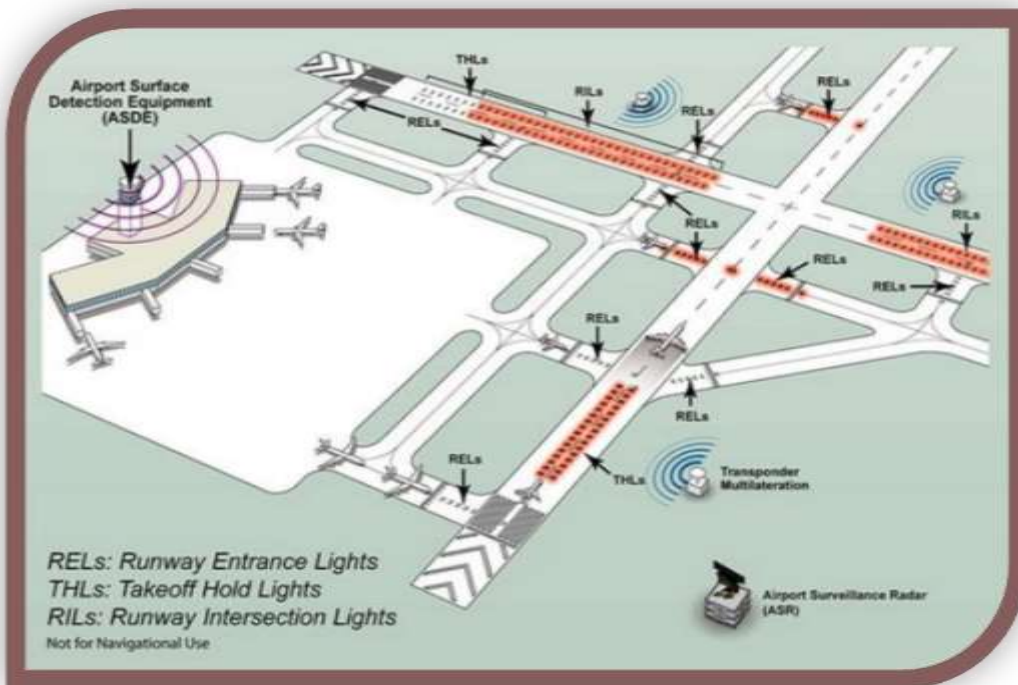 THLs
Airport Surface
Detection Equipment
(ASDE)
RELs
RILs
RELs
RELs
RELs
RILs
RELs
RELs
RELs
RELs
RELs
RELs
THLs
Transponder
Multilateration
RELs: Runway Entrance Lights
THLs: Takeoff Hold Lights
RILs: Runway Intersection Lights
Not for Navigational Use
Airport Surveillance Radar
(ASR)